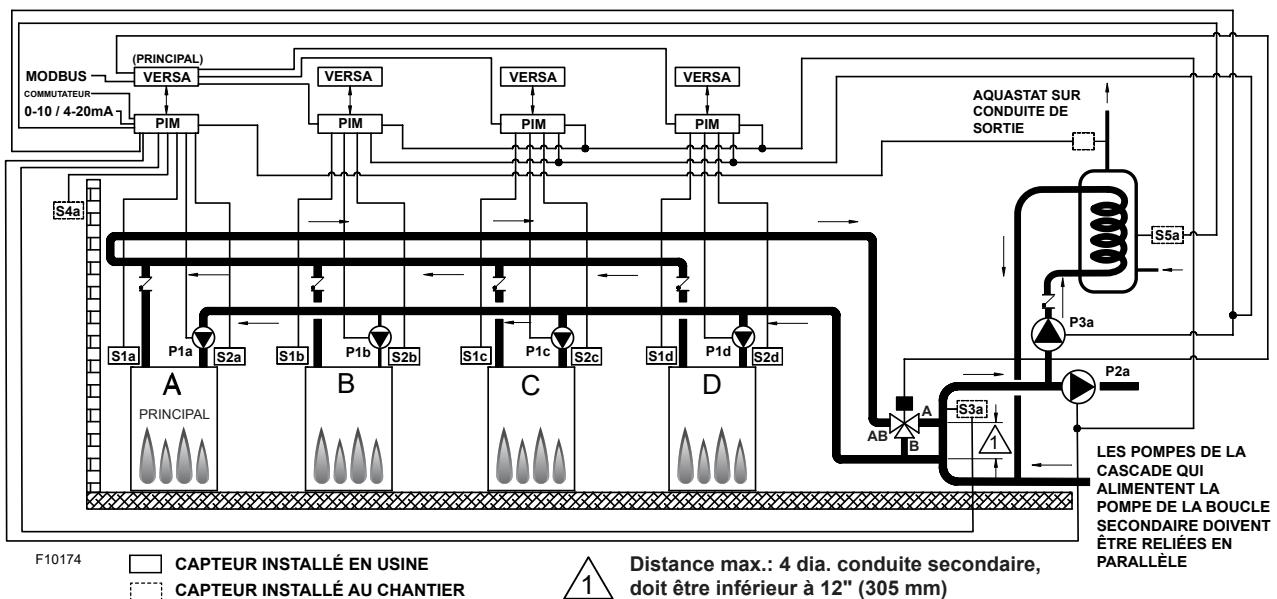 (PRINCIPAL)
MODBUS
VERSA
VERSA
VERSA
VERSA
COMMUTATEUR
0-10 / 4-20mA
PIM
PIM
PIM
PIM
AQUASTAT SUR
CONDUITE DE
SORTIE
S4a
S5a
P3a
S1a
P1a
S2a
S1b
P1b
S2b
S1c
P1c
S2c
S1d
P1d
S2d
P2a
A
PRINCIPAL
B
C
D
A
AB
B
S3a
1
LES POMPES DE LA
CASCADE QUI
ALIMENTENT LA
POMPE DE LA BOUCLE
SECONDAIRE DOIVENT
ÊTRE RELIÉES EN
PARALLÈLE
F10174
CAPTEUR INSTALLÉ EN USINE
CAPTEUR INSTALLÉ AU CHANTIER
1
Distance max.: 4 dia. conduite secondaire,
doit être inférieur à 12" (305 mm)